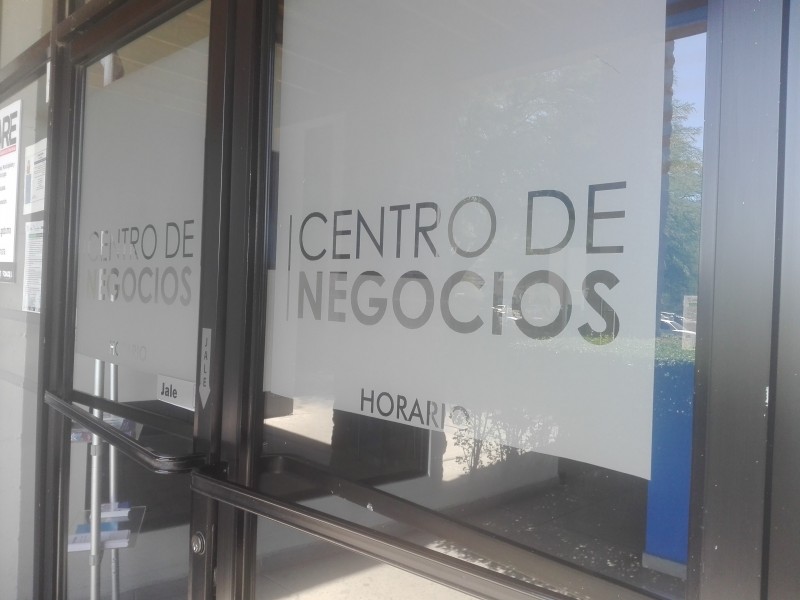 CENTRO DE
NEGOCIOS
Jale
JALE
CENTRO DE
NEGOCIOS
HORARIO